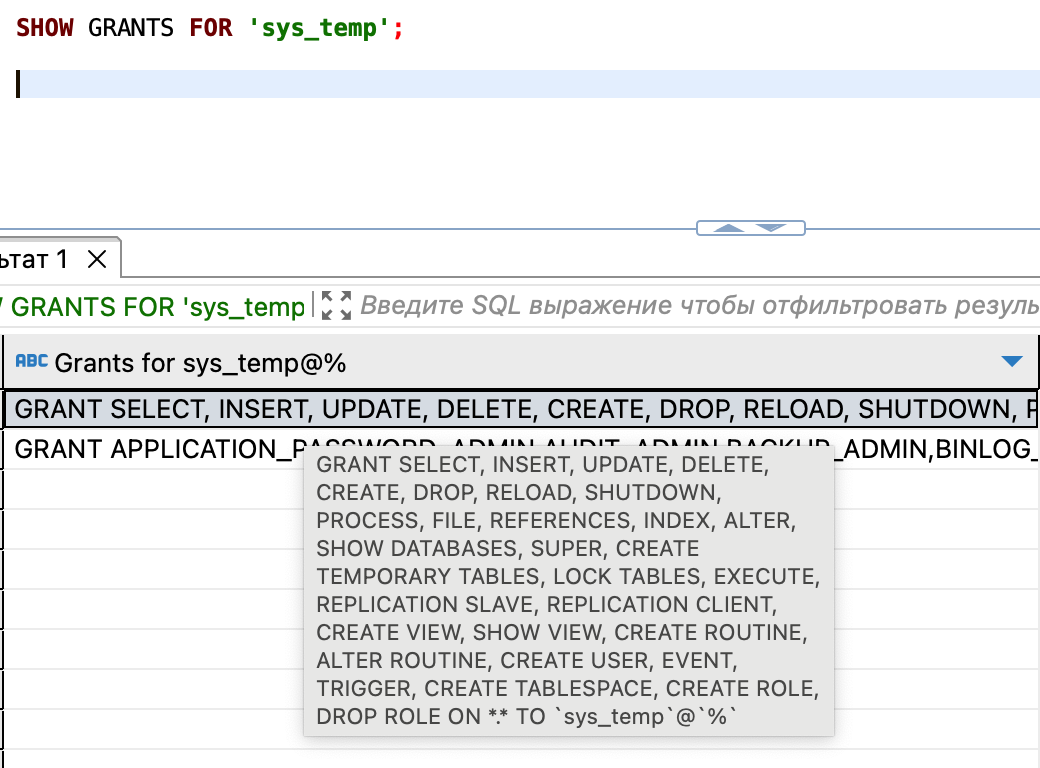 SHOW GRANTS FOR 'sys_temp';
ьтат 1
GRANTS FOR 'sys_temp
Введите SQL выражение чтобы отфильтровать резуль
ABC Grants for sys_temp@%
GRANT SELECT, INSERT, UPDATE, DELETE, CREATE, DROP, RELOAD, SHUTDOWN, P
GRANT APPLICATION_PASSWORD_ADMIN,AUDIT_ADMIN,BACKUP_ADMIN,BINLOG_
GRANT SELECT, INSERT, UPDATE, DELETE,
CREATE, DROP, RELOAD, SHUTDOWN,
PROCESS, FILE, REFERENCES, INDEX, ALTER,
SHOW DATABASES, SUPER, CREATE
TEMPORARY TABLES, LOCK TABLES, EXECUTE,
REPLICATION SLAVE, REPLICATION CLIENT,
CREATE VIEW, SHOW VIEW, CREATE ROUTINE,
ALTER ROUTINE, CREATE USER, EVENT,
TRIGGER, CREATE TABLESPACE, CREATE ROLE,
DROP ROLE ON *.* TO `sys_temp`@`%`